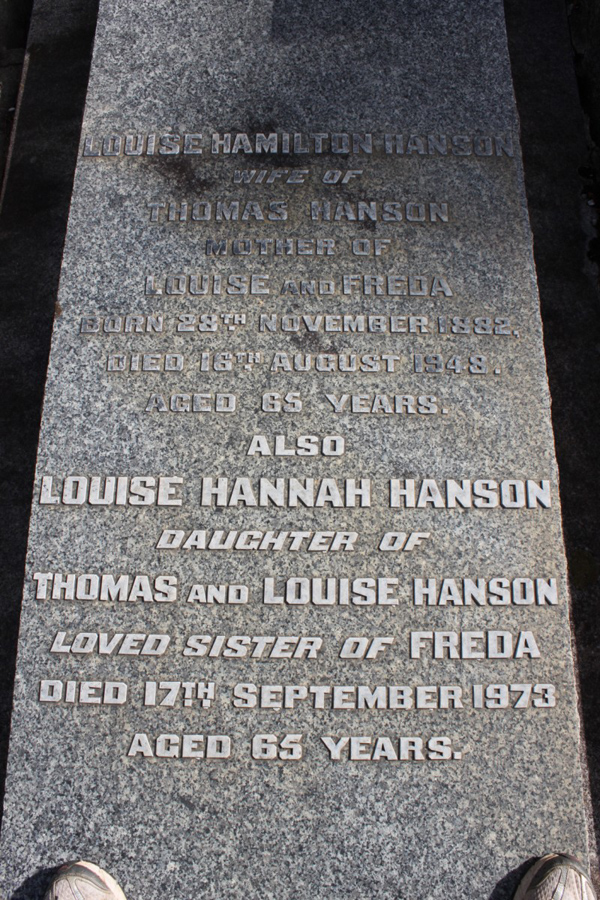 LOUISE HAMILTON HANSON
WIFE OF
THOMAS HANSON
MOTHER OF
LOUISE AND FREDA
BORN 28TH NOVEMBER 1882.
DIED 16TH AUGUST 1948.
AGED 65 YEARS.
ALSO
LOUISE HANNAH HANSON
DAUGHTER OF
THOMAS AND LOUISE HANSON
LOVED SISTER OF FREDA
DIED 17TH SEPTEMBER 1973
AGED 65 YEARS.